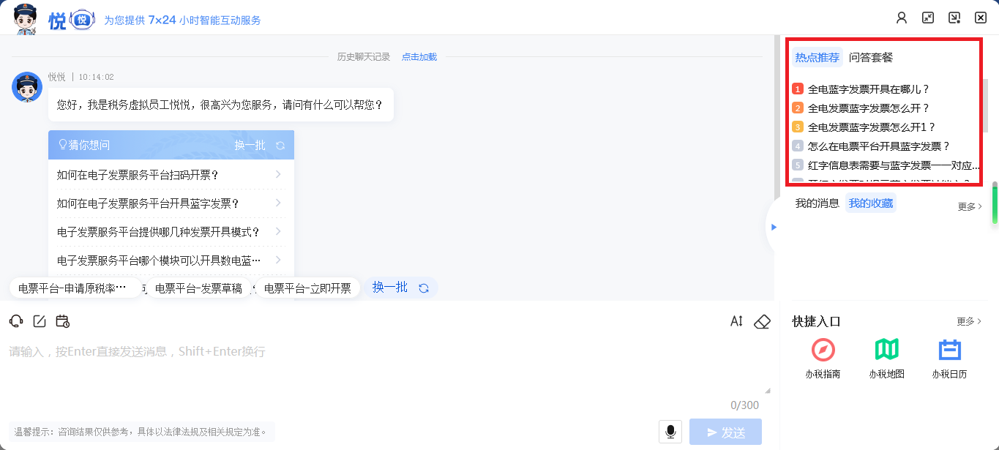 悦 悦 为您提供 7×24 小时智能互动服务
历史聊天记录 点击加载
悦悦 | 10:14:02
您好，我是税务虚拟员工悦悦，很高兴为您服务，请问有什么可以帮您？
猜你想问 换一批
如何在电子发票服务平台扫码开票？
如何在电子发票服务平台开具蓝字发票？
电子发票服务平台提供哪几种发票开具模式？
电子发票服务平台哪个模块可以开具数电蓝…
电票平台-申请原税率… 电票平台-发票草稿 电票平台-立即开票 换一批
请输入，按Enter直接发送消息，Shift+Enter换行
0/300
温馨提示：咨询结果仅供参考，具体以法律法规及相关规定为准。
发送
热点推荐 问答套餐
1 全电蓝字发票开具在哪儿？
2 全电发票蓝字发票怎么开？
3 全电发票蓝字发票怎么开1？
4 怎么在电票平台开具蓝字发票？
5 红字信息表需要与蓝字发票一一对应...
我的消息 我的收藏 更多
快捷入口 更多
办税指南 办税地图 办税日历